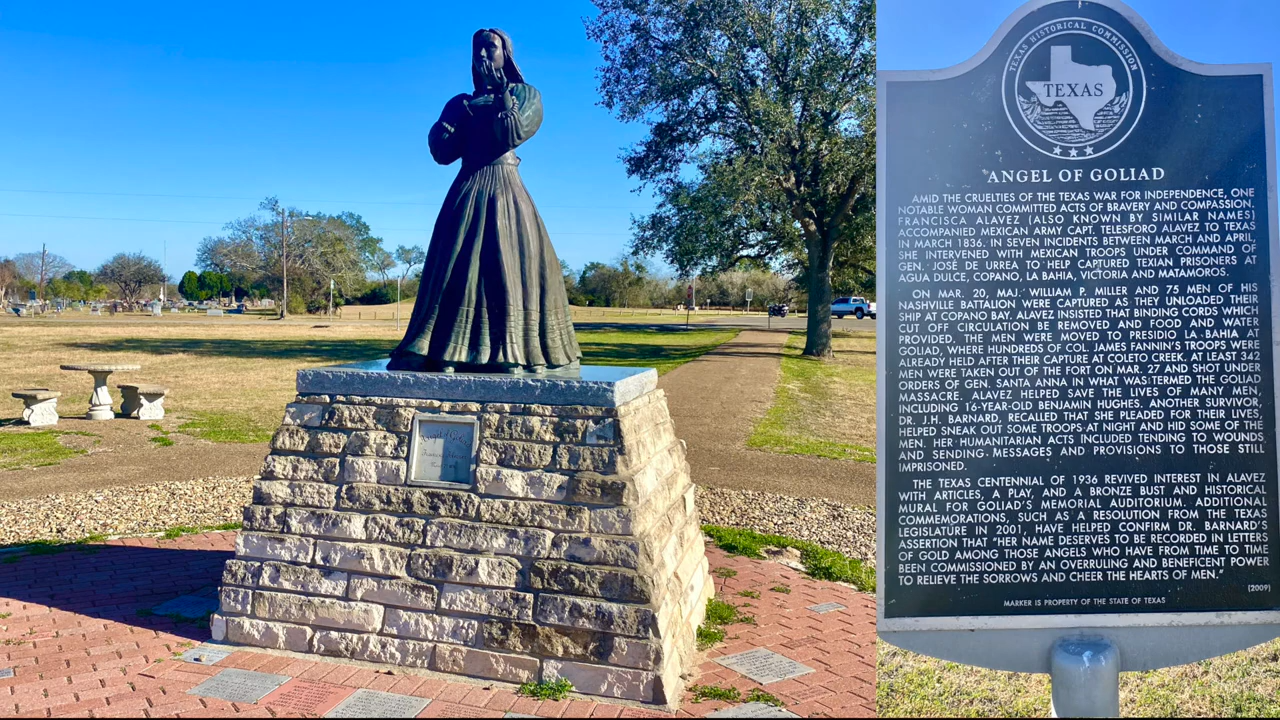 Angel of Goliad
TEXAS HISTORICAL COMMISSION
TEXAS
ANGEL OF GOLIAD
AMID THE CRUELTIES OF THE TEXAS WAR FOR INDEPENDENCE, ONE
NOTABLE WOMAN COMMITTED ACTS OF BRAVERY AND COMPASSION.
FRANCISCA ALAVEZ (ALSO KNOWN BY SIMILAR NAMES)
ACCOMPANIED MEXICAN ARMY CAPT. TELESFORO ALAVEZ TO TEXAS
IN MARCH 1836. IN SEVEN INCIDENTS BETWEEN MARCH AND APRIL,
SHE INTERVENED WITH MEXICAN TROOPS UNDER COMMAND OF
GEN. JOSÉ DE URREA TO HELP CAPTURED TEXIAN PRISONERS AT
AGUA DULCE, COPANO, LA BAHIA, VICTORIA AND MATAMOROS.
ON MAR. 20, MAJ. WILLIAM P. MILLER AND 75 MEN OF HIS
NASHVILLE BATTALION WERE CAPTURED AS THEY UNLOADED THEIR
SHIP AT COPANO BAY. ALAVEZ INSISTED THAT BINDING CORDS WHICH
CUT OFF CIRCULATION BE REMOVED AND FOOD AND WATER
PROVIDED. THE MEN WERE MOVED TO PRESIDIO LA BAHIA AT
GOLIAD, WHERE HUNDREDS OF COL. JAMES FANNIN'S TROOPS WERE
ALREADY HELD AFTER THEIR CAPTURE AT COLETO CREEK. AT LEAST 342
MEN WERE TAKEN OUT OF THE FORT ON MAR. 27 AND SHOT UNDER
ORDERS OF GEN. SANTA ANNA IN WHAT WAS TERMED THE GOLIAD
MASSACRE. ALAVEZ HELPED SAVE THE LIVES OF MANY MEN,
INCLUDING 16-YEAR-OLD BENJAMIN HUGHES. ANOTHER SURVIVOR,
DR. J.H. BARNARD, RECALLED THAT SHE PLEADED FOR THEIR LIVES,
HELPED SNEAK OUT SOME TROOPS AT NIGHT AND HID SOME OF THE
MEN. HER HUMANITARIAN ACTS INCLUDED TENDING TO WOUNDS
AND SENDING MESSAGES AND PROVISIONS TO THOSE STILL
IMPRISONED.
THE TEXAS CENTENNIAL OF 1936 REVIVED INTEREST IN ALAVEZ
WITH ARTICLES, A PLAY, AND A BRONZE BUST AND HISTORICAL
MURAL FOR GOLIAD'S MEMORIAL AUDITORIUM. ADDITIONAL
COMMEMORATIONS, SUCH AS A RESOLUTION FROM THE TEXAS
LEGISLATURE IN 2001, HAVE HELPED CONFIRM DR. BARNARD'S
ASSERTION THAT "HER NAME DESERVES TO BE RECORDED IN LETTERS
OF GOLD AMONG THOSE ANGELS WHO HAVE FROM TIME TO TIME
BEEN COMMISSIONED BY AN OVERRULING AND BENEFICENT POWER
TO RELIEVE THE SORROWS AND CHEER THE HEARTS OF MEN."
(2009)
MARKER IS PROPERTY OF THE STATE OF TEXAS